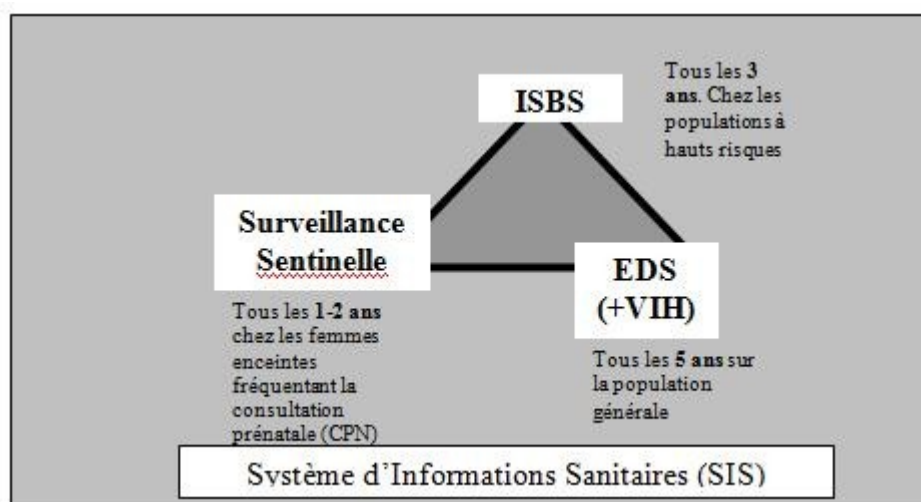 ISBS
Tous les 3
ans. Chez les
populations à
hauts risques
Surveillance
Sentinelle
EDS
(+VIH)
Tous les 1-2 ans
chez les femmes
enceintes
fréquentant la
consultation
prénatale (CPN)
Tous les 5 ans sur
la population
générale
Système d'Informations Sanitaires (SIS)